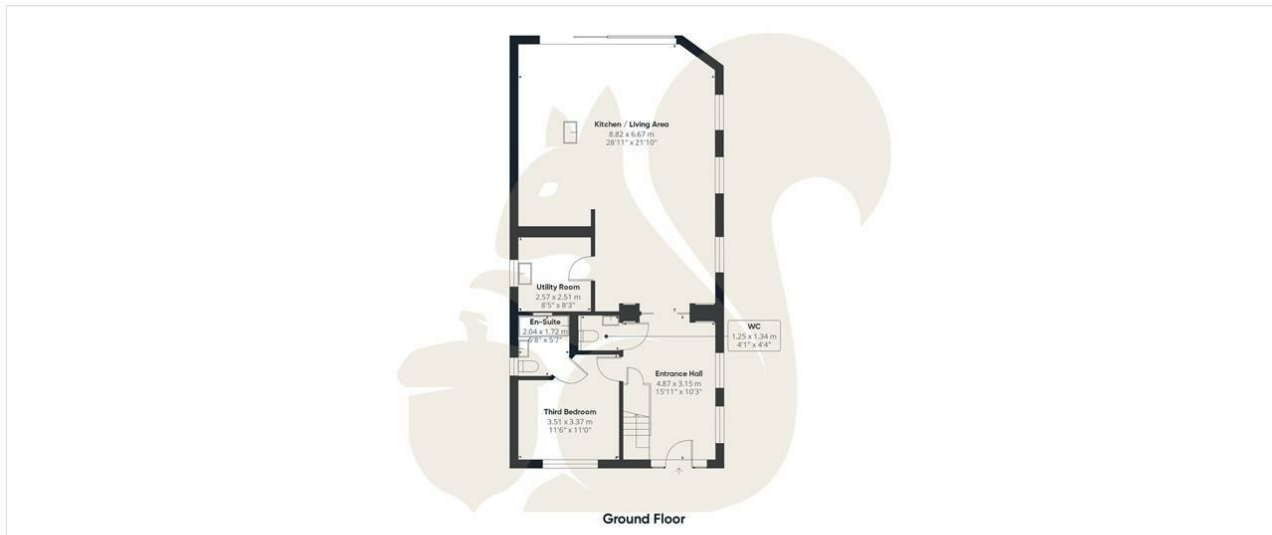 Kitchen / Living Area
8.82 x 6.67 m
28'11" x 21'10"
Utility Room
2.57 x 2.51 m
8'5" x 8'3"
En-Suite
2.04 x 1.72 m
6'8" x 5'7"
WC
1.25 x 1.34 m
4'1" x 4'4"
Entrance Hall
4.87 x 3.15 m
15'11" x 10'3"
Third Bedroom
3.51 x 3.37 m
11'6" x 11'0"
Ground Floor